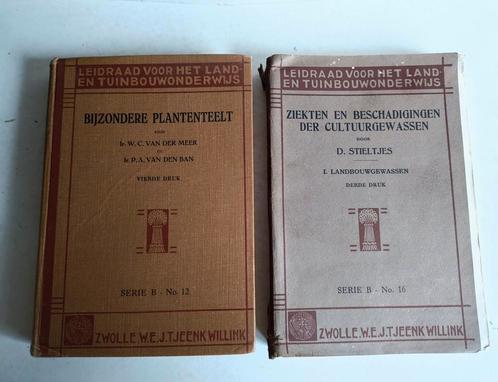 LEIDRAAD VOOR HET LAND-
EN TUINBOUWONDERWIJS
BIJZONDERE PLANTENTEELT
DOOR
Ir. W. C. VAN DER MEER
EN
Ir. P. A. VAN DEN BAN
VIERDE DRUK
SERIE B - No. 12
ZWOLLE. W.E.J. TJEENK WILLINK
LEIDRAAD VOOR HET LAND-
EN TUINBOUWONDERWIJS
ZIEKTEN EN BESCHADIGINGEN
DER CULTUURGEWASSEN
DOOR
D. STIELTJES
I. LANDBOUWGEWASSEN
DERDE DRUK
SERIE B - No. 16
ZWOLLE. W.E.J. TJEENK WILLINK